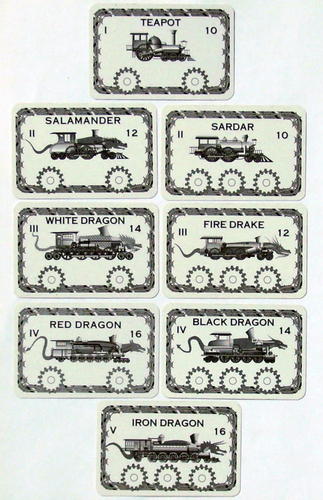 TEAPOT
I 10
SALAMANDER
II 12
SARDAR
II 10
WHITE DRAGON
III 14
FIRE DRAKE
III 12
RED DRAGON
IV 16
BLACK DRAGON
IV 14
IRON DRAGON
V 16